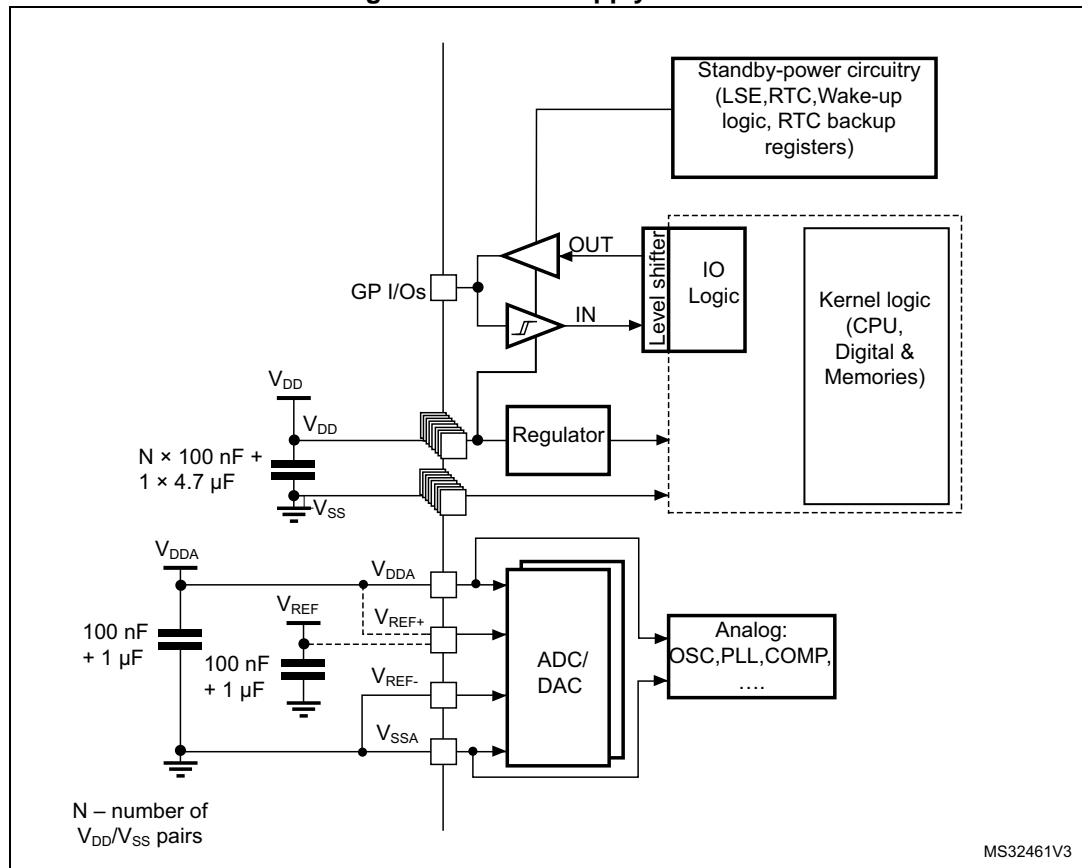 Standby-power circuitry
(LSE,RTC,Wake-up
logic, RTC backup
registers)
OUT
Level shifter
IO
Logic
Kernel logic
(CPU,
Digital &
Memories)
GP I/Os
IN
VDD
VDD
Regulator
N × 100 nF +
1 × 4.7 µF
VSS
VDDA
VDDA
VREF
VREF+
100 nF
+ 1 µF
100 nF
+ 1 µF
VREF-
ADC/
DAC
Analog:
OSC,PLL,COMP,
....
VSSA
N – number of
VDD/VSS pairs
MS32461V3